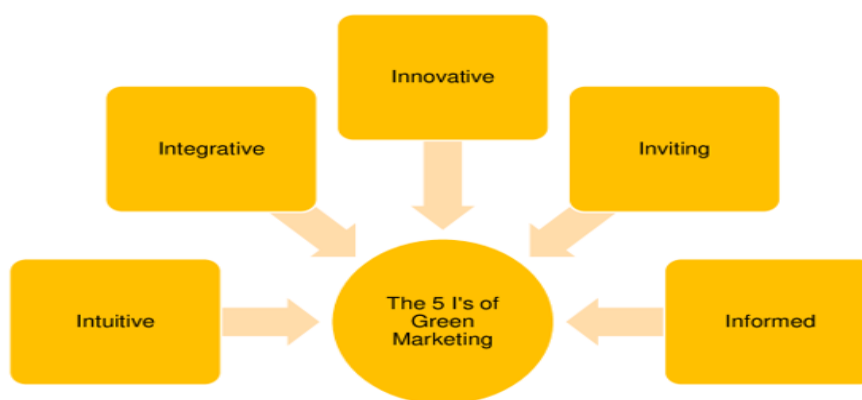 Innovative
Integrative
Inviting
Intuitive
The 5 I's of
Green
Marketing
Informed